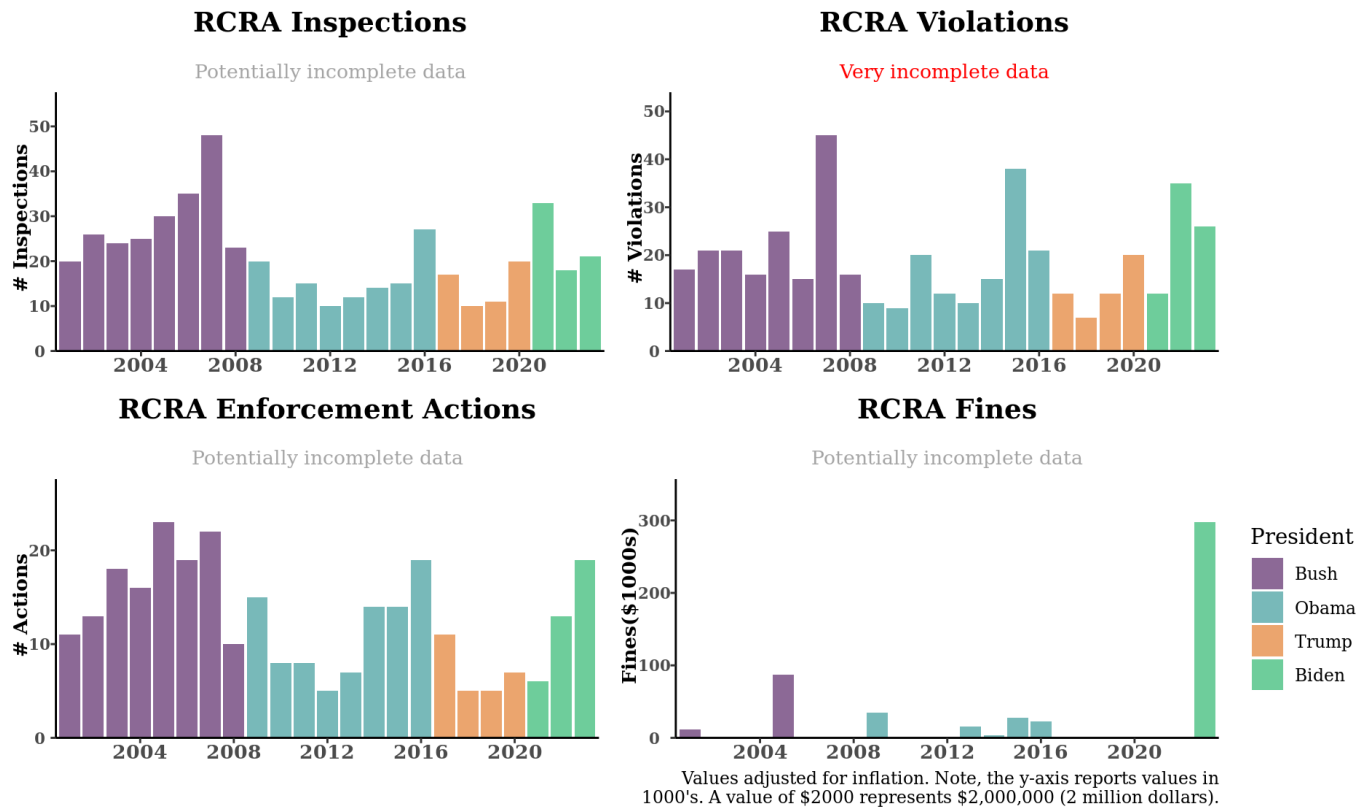 RCRA Inspections
Potentially incomplete data
# Inspections
50
40
30
20
10
0
2004 2008 2012 2016 2020
RCRA Violations
Very incomplete data
# Violations
50
40
30
20
10
0
2004 2008 2012 2016 2020
RCRA Enforcement Actions
Potentially incomplete data
# Actions
20
10
0
2004 2008 2012 2016 2020
RCRA Fines
Potentially incomplete data
Fines($1000s)
300
200
100
0
2004 2008 2012 2016 2020
President
Bush
Obama
Trump
Biden
Values adjusted for inflation. Note, the y-axis reports values in
1000's. A value of $2000 represents $2,000,000 (2 million dollars).